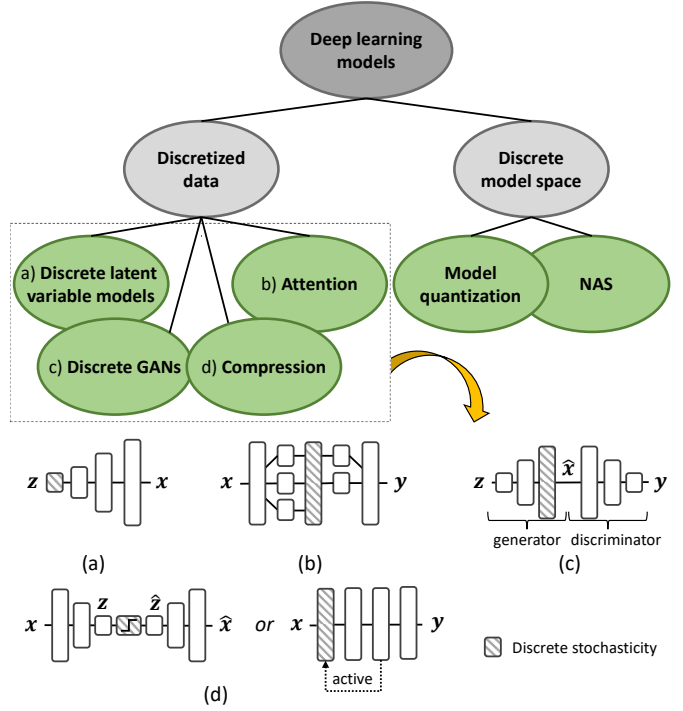 Deep learning
models
Discretized
data
Discrete
model space
a) Discrete latent
variable models
b) Attention
Model
quantization
NAS
c) Discrete GANs
d) Compression
z
x
(a)
x
y
(b)
z
x̂
y
generator
discriminator
(c)
x
z
ẑ
x̂
or
x
y
active
(d)
Discrete stochasticity